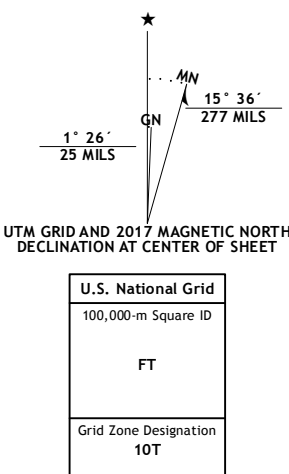 ★
MN
15° 36´
277 MILS
GN
1° 26´
25 MILS
UTM GRID AND 2017 MAGNETIC NORTH
DECLINATION AT CENTER OF SHEET
U.S. National Grid
100,000-m Square ID
FT
Grid Zone Designation
10T